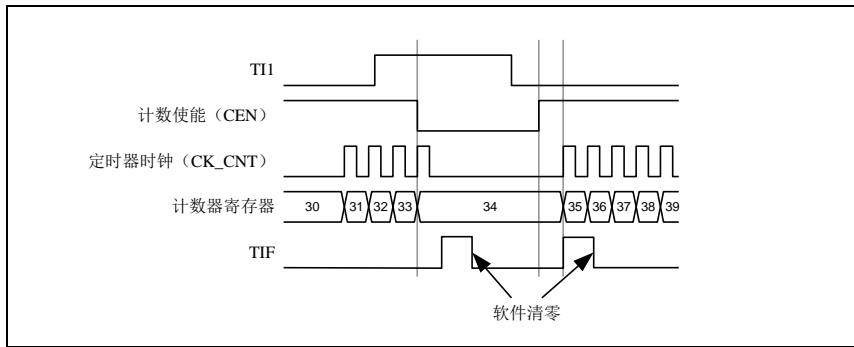 TI1
计数使能（CEN）
定时器时钟（CK_CNT）
计数器寄存器 30 31 32 33 34 35 36 37 38 39
TIF
软件清零